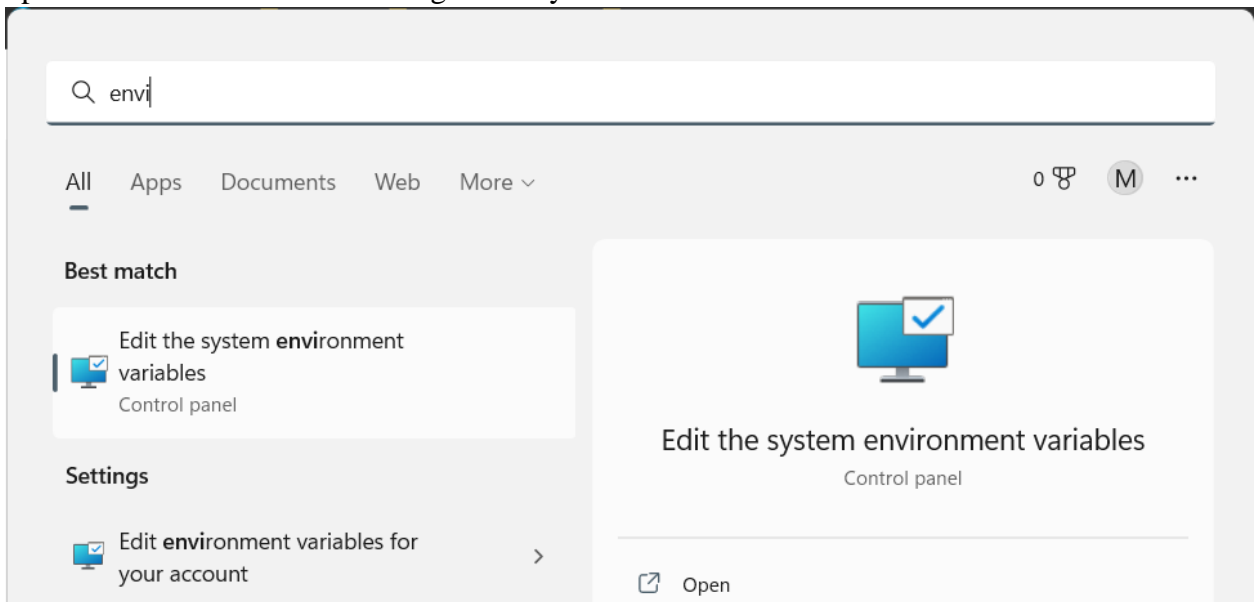 envi
All Apps Documents Web More
0 M ...
Best match
Edit the system environment
variables
Control panel
Settings
Edit environment variables for
your account
Edit the system environment variables
Control panel
Open